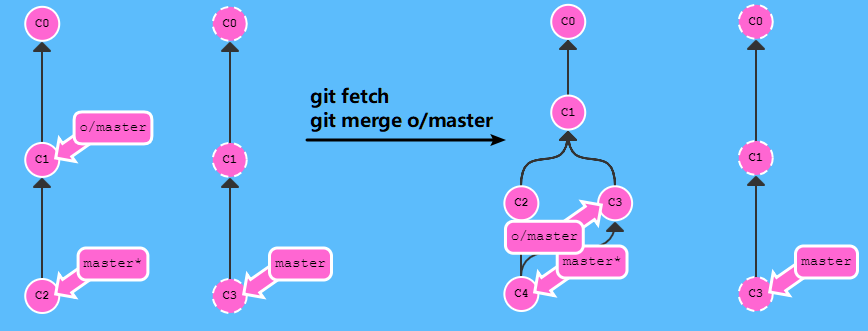 C0
C0
C1
o/master
C1
C2
master*
C3
master
git fetch
git merge o/master
C0
C0
C1
C1
C2
C3
o/master
C4
master*
C3
master